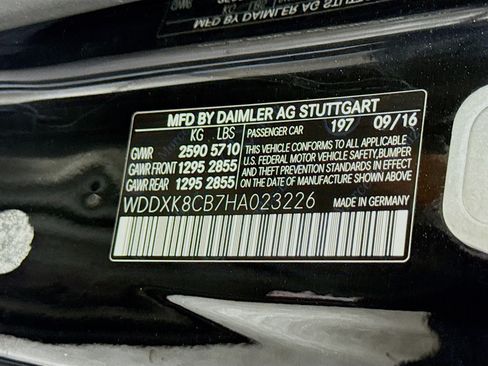 MFD BY DAIMLER AG STUTTGART
KG LBS PASSENGER CAR 197 09/16
GVWR 2590 5710 THIS VEHICLE CONFORMS TO ALL APPLICABLE
GAWR FRONT 1295 2855 U.S. FEDERAL MOTOR VEHICLE SAFETY, BUMPER
GAWR REAR 1295 2855 AND THEFT PREVENTION STANDARDS IN EFFECT
ON THE DATE OF MANUFACTURE SHOWN ABOVE.
WDDXK8CB7HA023226 MADE IN GERMANY